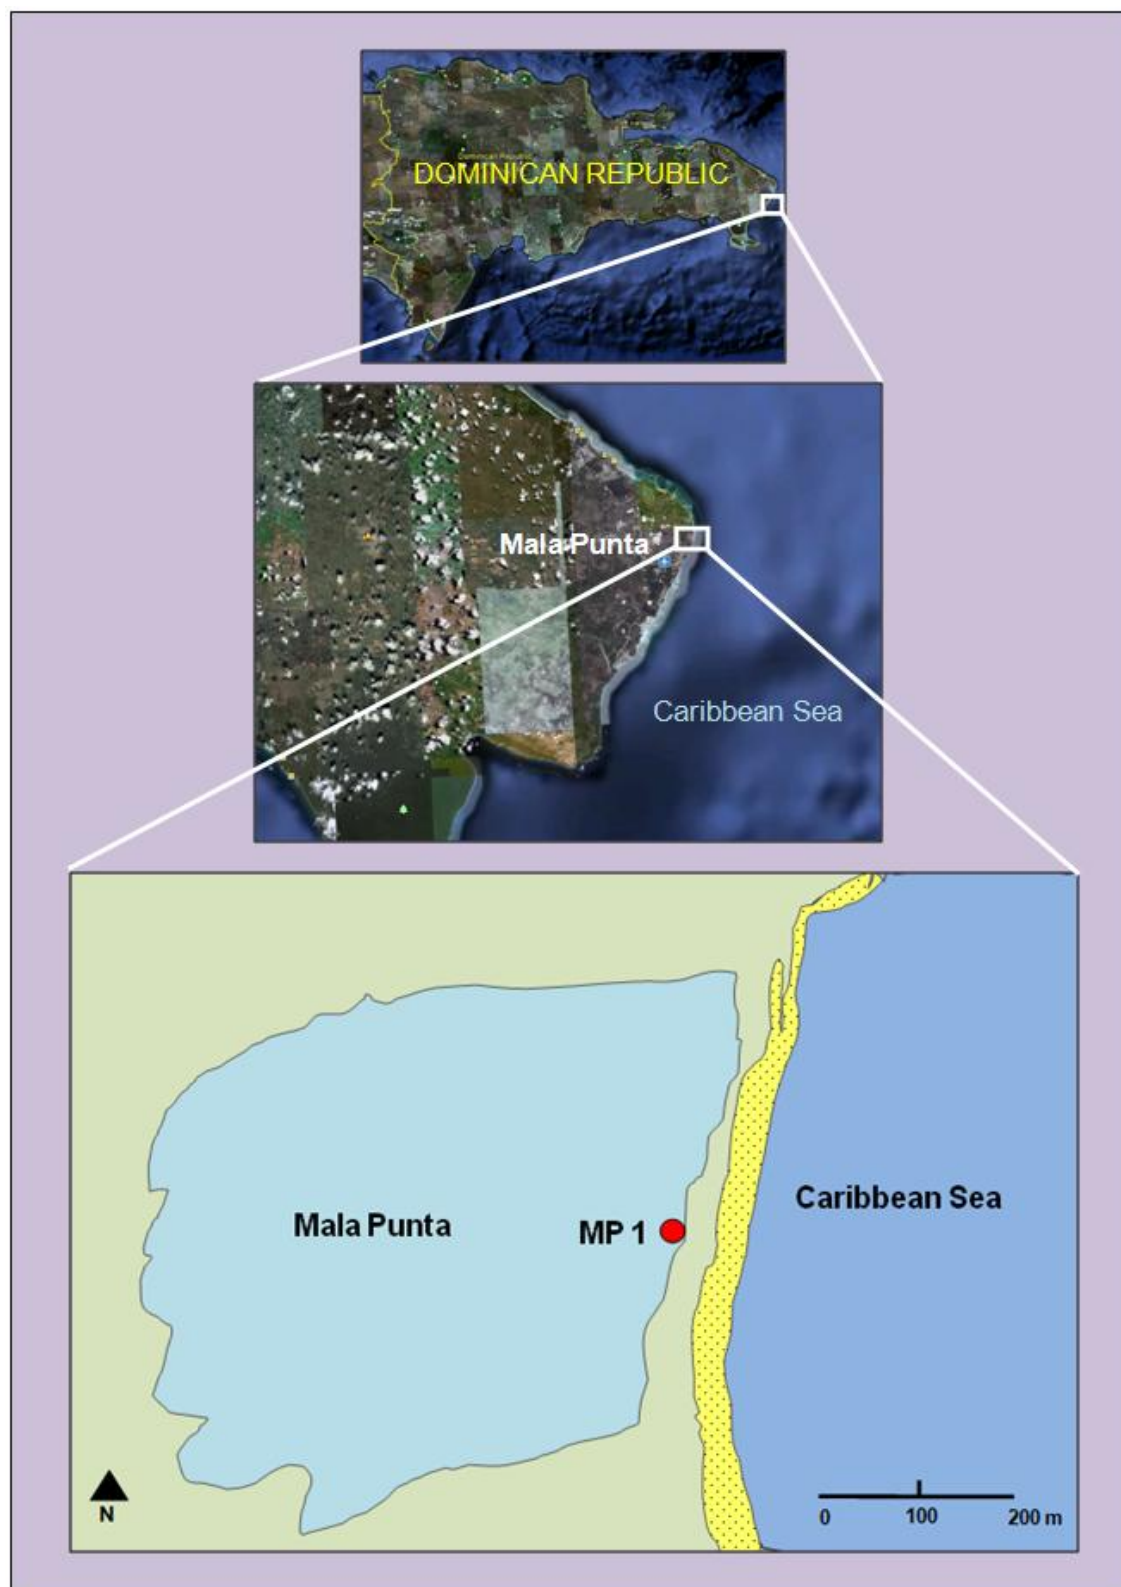 DOMINICAN REPUBLIC
Mala Punta
Caribbean Sea
Mala Punta
MP 1
Caribbean Sea
N
0 100 200 m